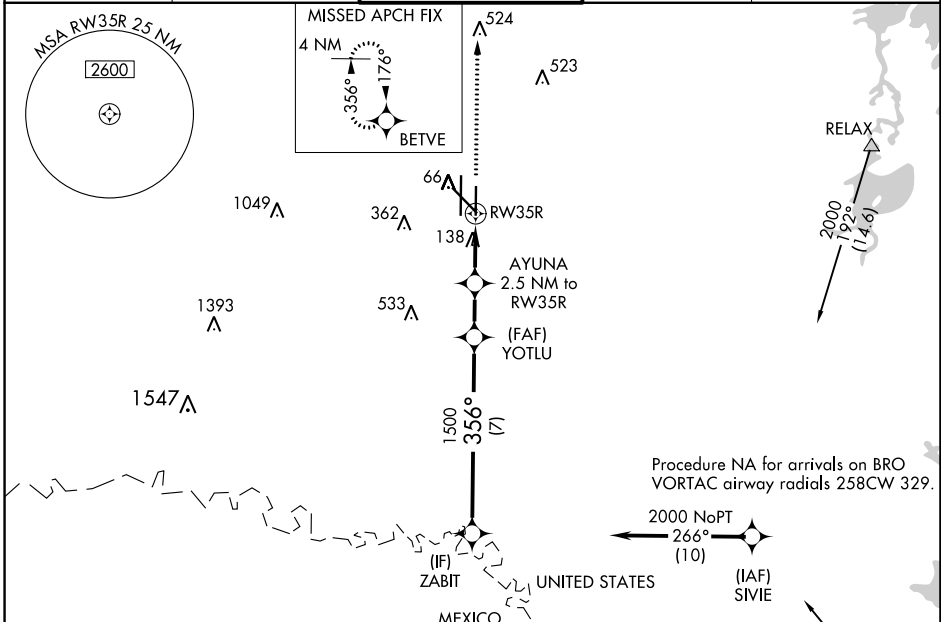 MSA RW35R 25 NM
2600
MISSED APCH FIX
4 NM
356°
176°
BETVE
524
523
RELAX
2000
192°
(14.6)
66
1049
362
RW35R
138
AYUNA
2.5 NM to
RW35R
1393
533
(FAF)
YOTLU
1547
1500
356°
(7)
Procedure NA for arrivals on BRO
VORTAC airway radials 258CW 329.
2000 NoPT
266°
(10)
(IAF)
SIVIE
(IF)
ZABIT
UNITED STATES
MEXICO